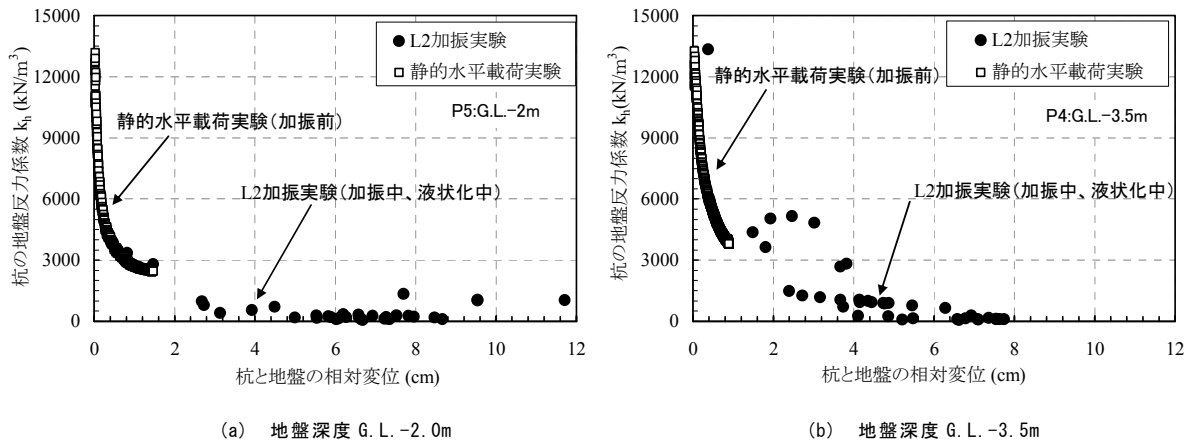 15000
12000
9000
6000
3000
0
杭の地盤反力係数 kh (kN/m3)
L2加振実験
静的水平載荷実験
P5:G.L.-2m
静的水平載荷実験(加振前)
L2加振実験(加振中、液状化中)
0 2 4 6 8 10 12
杭と地盤の相対変位 (cm)
(a) 地盤深度 G.L.-2.0m
15000
12000
9000
6000
3000
0
杭の地盤反力係数 kh(kN/m3)
L2加振実験
静的水平載荷実験
静的水平載荷実験(加振前)
P4:G.L.-3.5m
L2加振実験(加振中、液状化中)
0 2 4 6 8 10 12
杭と地盤の相対変位 (cm)
(b) 地盤深度 G.L.-3.5m